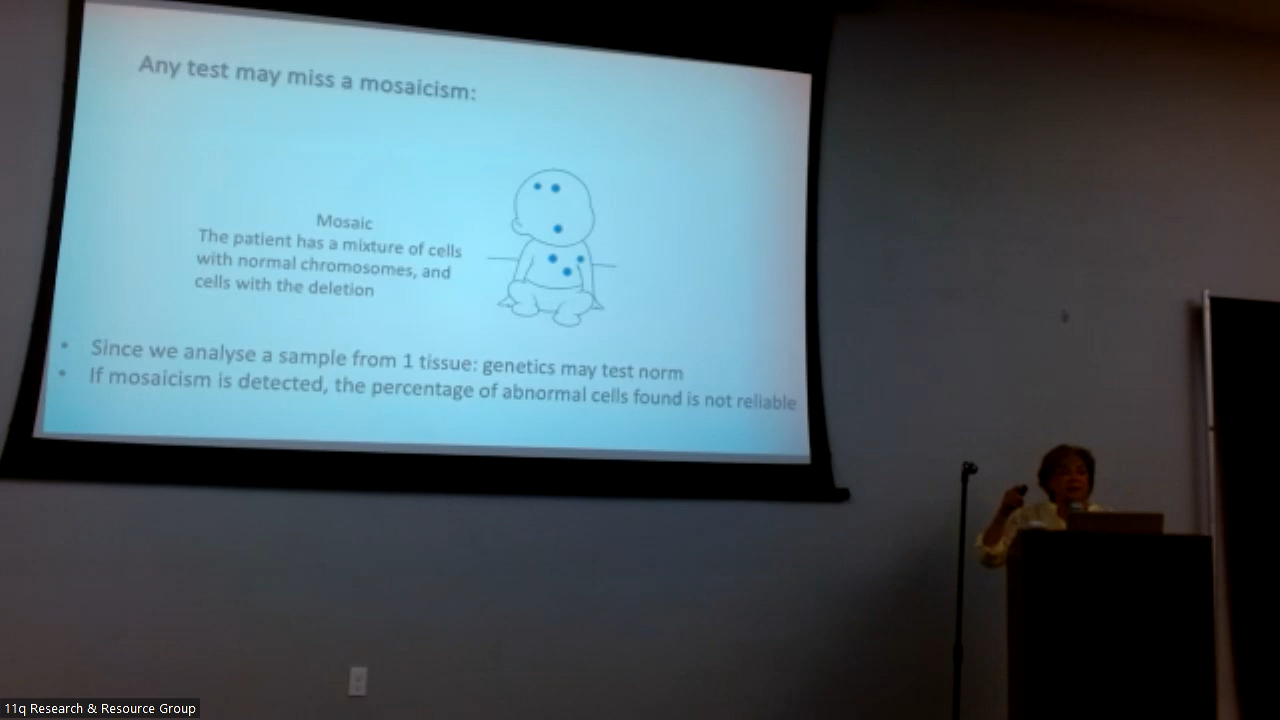 Any test may miss a mosaicism:
Mosaic
The patient has a mixture of cells
with normal chromosomes, and
cells with the deletion
• Since we analyse a sample from 1 tissue: genetics may test norm
• If mosaicism is detected, the percentage of abnormal cells found is not reliable
11q Research & Resource Group